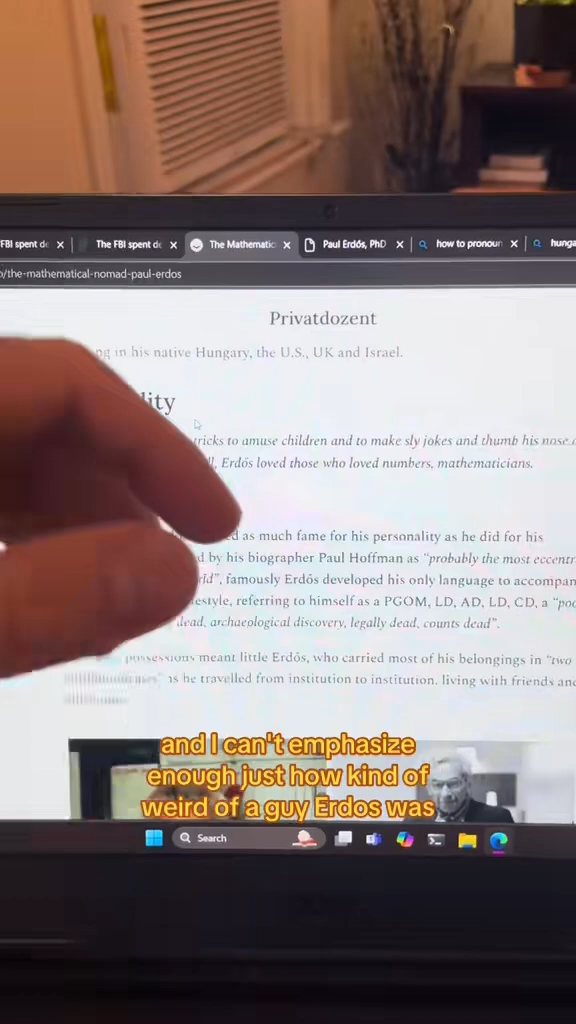 FBI spent de
The FBI spent de
The Mathematic
Paul Erdős, PhD
how to pronoun
hunga
/the-mathematical-nomad-paul-erdos
Privatdozent
ng in his native Hungary, the U.S., UK and Israel.
lity
tricks to amuse children and to make sly jokes and thumb his nose
Erdős loved those who loved numbers, mathematicians.
ed as much fame for his personality as he did for his
d by his biographer Paul Hoffman as “probably the most eccentr
rld”, famously Erdős developed his only language to accompan
estyle, referring to himself as a PGOM, LD, AD, LD, CD, a “poo
dead, archaeological discovery, legally dead, counts dead”.
possessions meant little Erdős, who carried most of his belongings in “two
as he travelled from institution to institution, living with friends and
and I can't emphasize
enough just how kind of
weird of a guy Erdos was
Search